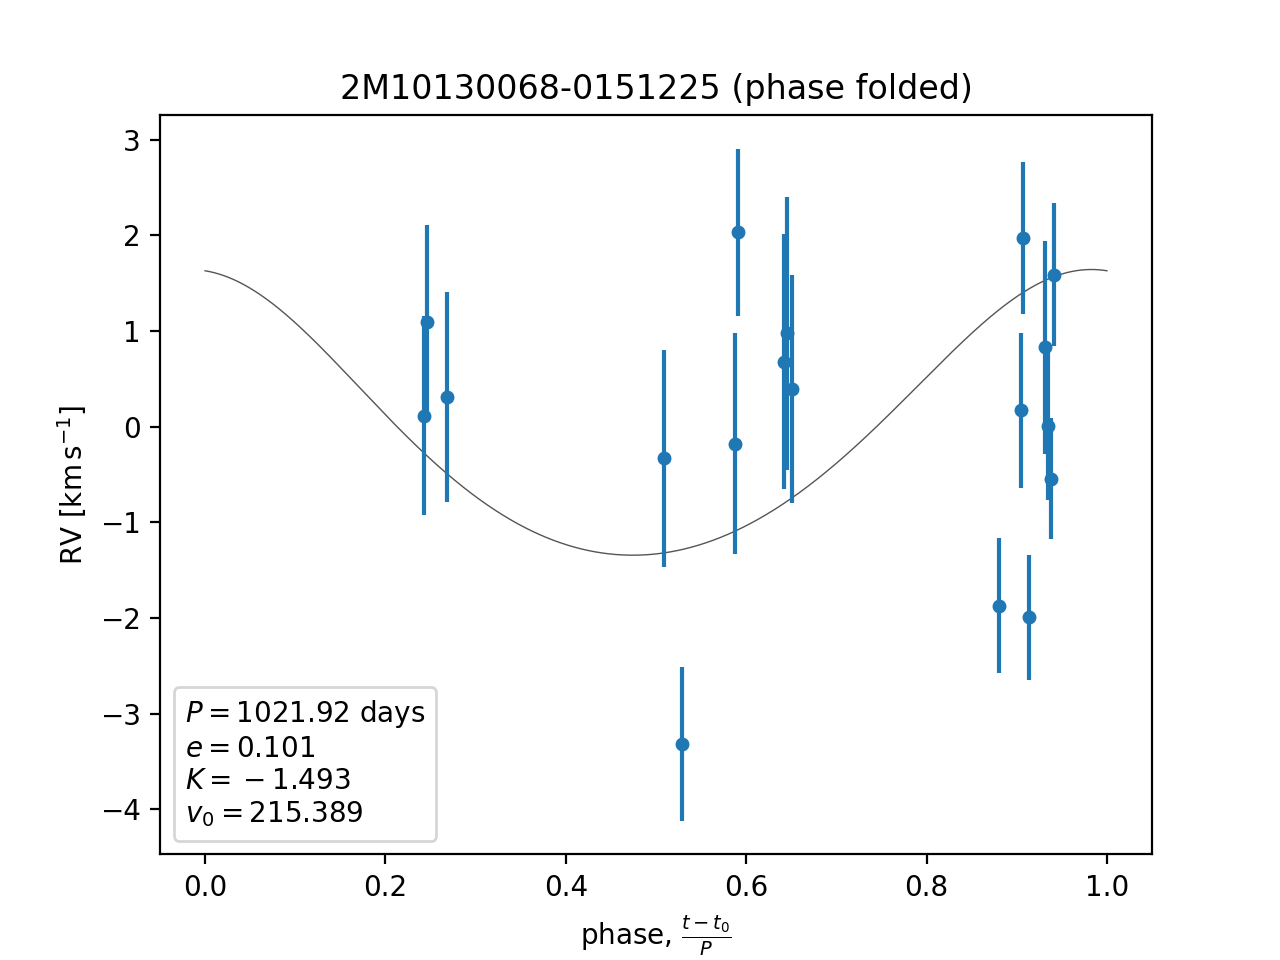 2M10130068-0151225 (phase folded)
3
2
1
0
−1
−2
−3
−4
RV [km s⁻¹]
P = 1021.92 days
e = 0.101
K = −1.493
v₀ = 215.389
0.0 0.2 0.4 0.6 0.8 1.0
phase, (t − t₀)/P